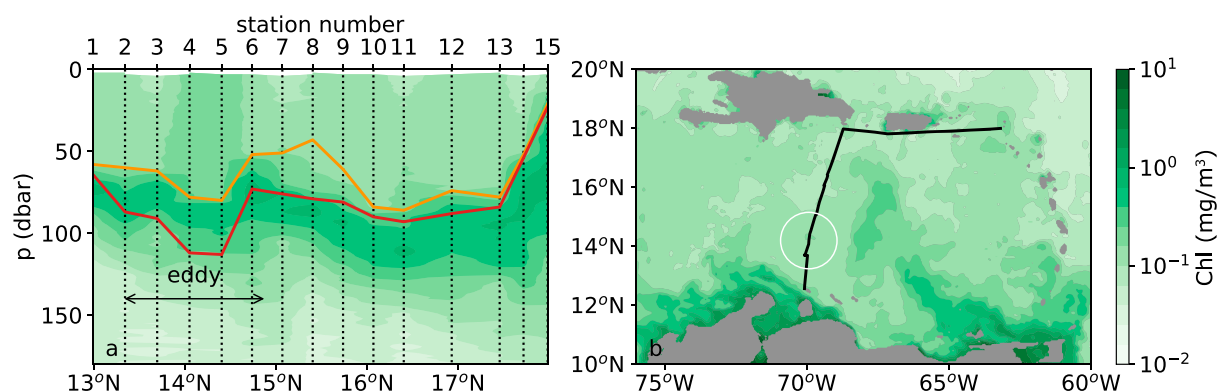 station number
1 2 3 4 5 6 7 8 9 10 11 12 13 15
0
50
100
150
p (dbar)
eddy
a
13°N 14°N 15°N 16°N 17°N
20°N
18°N
16°N
14°N
12°N
10°N
b
75°W 70°W 65°W 60°W
10¹
10⁰
10⁻¹
10⁻²
Chl (mg/m³)